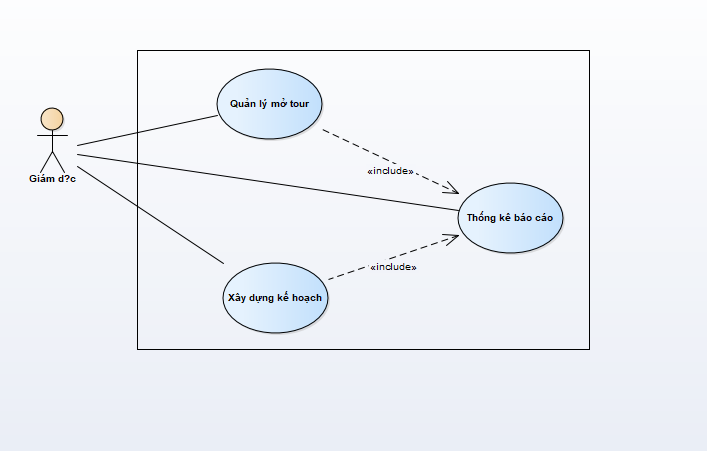 Quản lý mở tour
«include»
Giám d?c
Thống kê báo cáo
«include»
Xây dựng kế hoạch